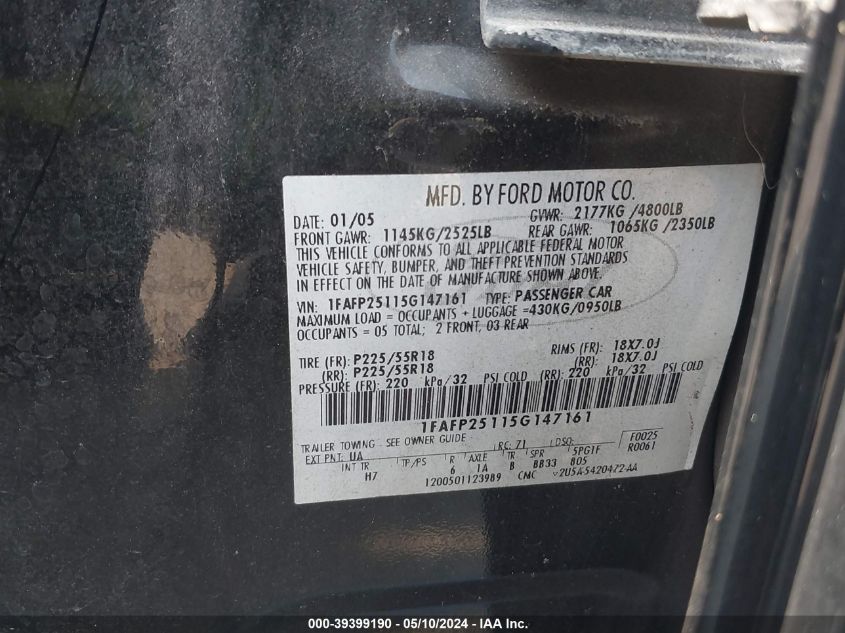 MFD. BY FORD MOTOR CO.
DATE: 01/05 GVWR: 2177KG /4800LB
FRONT GAWR: 1145KG/2525LB REAR GAWR: 1065KG /2350LB
THIS VEHICLE CONFORMS TO ALL APPLICABLE FEDERAL MOTOR
VEHICLE SAFETY, BUMPER, AND THEFT PREVENTION STANDARDS
IN EFFECT ON THE DATE OF MANUFACTURE SHOWN ABOVE.
VIN: 1FAFP25115G147161 TYPE: PASSENGER CAR
MAXIMUM LOAD = OCCUPANTS + LUGGAGE =430KG/0950LB
OCCUPANTS = 05 TOTAL; 2 FRONT, 03 REAR
TIRE (FR): P225/55R18 RIMS (FR): 18X7.0J
(RR): P225/55R18 (RR): 18X7.0J
PRESSURE (FR): 220 kPa/32 PSI COLD (RR): 220 kPa/32 PSI COLD
1FAFP25115G147161
TRAILER TOWING - SEE OWNER GUIDE
EXT PNT: UA RC: 71 DSO: F0025
INT TR TP/PS R AXLE TR SPR 5PG1F R0061
H7 6 1A B BB33 805
1200501123989 CMC V2U5A-5420472-AA
000-39399190 — 05/10/2024 — IAA Inc.